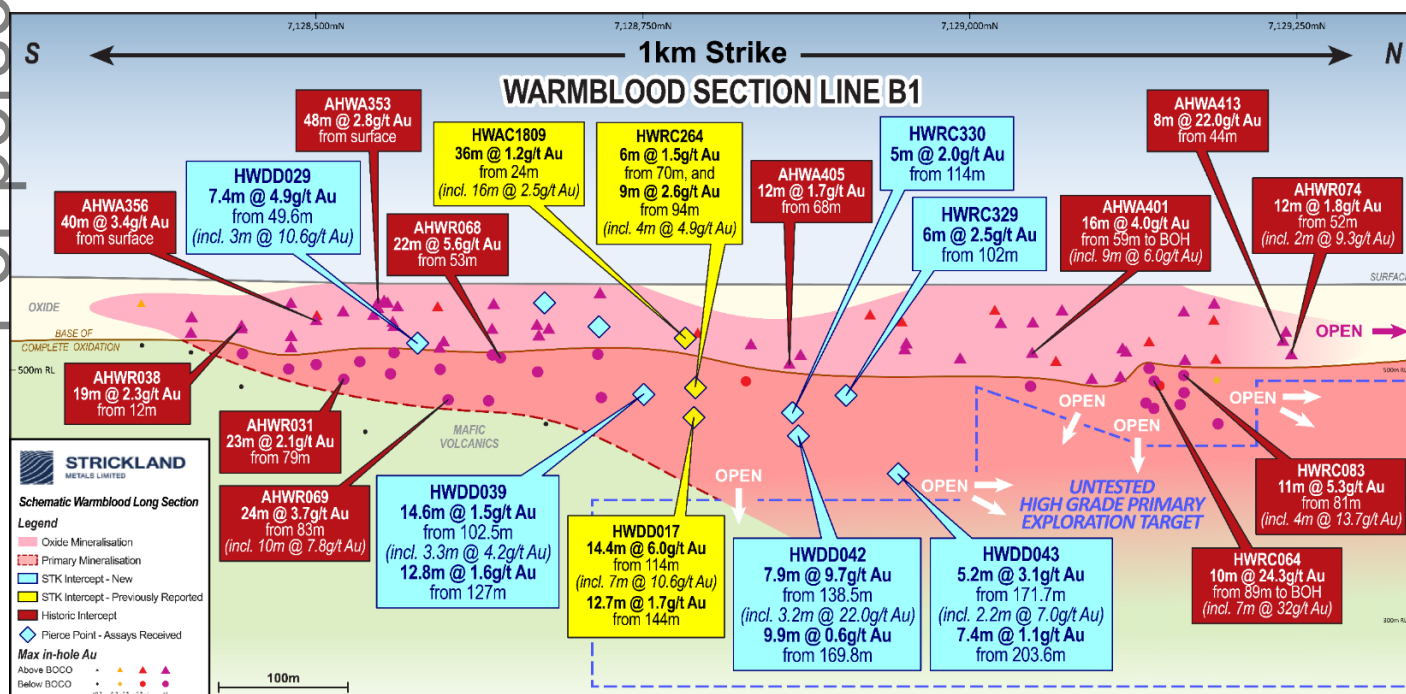 7,128,500mN
7,128,750mN
7,129,000mN
7,129,250mN
S
1km Strike
N
WARMBLOOD SECTION LINE B1
AHWA353
48m @ 2.8g/t Au
from surface
HWAC1809
36m @ 1.2g/t Au
from 24m
(incl. 16m @ 2.5g/t Au)
HWRC264
6m @ 1.5g/t Au
from 70m, and
9m @ 2.6g/t Au
from 94m
(incl. 4m @ 4.9g/t Au)
HWRC330
5m @ 2.0g/t Au
from 114m
AHWA413
8m @ 22.0g/t Au
from 44m
HWDD029
7.4m @ 4.9g/t Au
from 49.6m
(incl. 3m @ 10.6g/t Au)
AHWA405
12m @ 1.7g/t Au
from 68m
AHWR074
12m @ 1.8g/t Au
from 52m
(incl. 2m @ 9.3g/t Au)
AHWA356
40m @ 3.4g/t Au
from surface
AHWR068
22m @ 5.6g/t Au
from 53m
HWRC329
6m @ 2.5g/t Au
from 102m
AHWA401
16m @ 4.0g/t Au
from 59m to BOH
(incl. 9m @ 6.0g/t Au)
SURFACE
OXIDE
BASE OF
COMPLETE OXIDATION
OPEN
500m RL
500m RL
AHWR038
19m @ 2.3g/t Au
from 12m
OPEN
OPEN
OPEN
AHWR031
23m @ 2.1g/t Au
from 79m
MAFIC
VOLCANICS
OPEN
OPEN
UNTESTED
HIGH GRADE PRIMARY
EXPLORATION TARGET
HWRC083
11m @ 5.3g/t Au
from 81m
(incl. 4m @ 13.7g/t Au)
AHWR069
24m @ 3.7g/t Au
from 83m
(incl. 10m @ 7.8g/t Au)
HWDD039
14.6m @ 1.5g/t Au
from 102.5m
(incl. 3.3m @ 4.2g/t Au)
12.8m @ 1.6g/t Au
from 127m
HWDD017
14.4m @ 6.0g/t Au
from 114m
(incl. 7m @ 10.6g/t Au)
12.7m @ 1.7g/t Au
from 144m
HWDD042
7.9m @ 9.7g/t Au
from 138.5m
(incl. 3.2m @ 22.0g/t Au)
9.9m @ 0.6g/t Au
from 169.8m
HWDD043
5.2m @ 3.1g/t Au
from 171.7m
(incl. 2.2m @ 7.0g/t Au)
7.4m @ 1.1g/t Au
from 203.6m
HWRC064
10m @ 24.3g/t Au
from 89m to BOH
(incl. 7m @ 32g/t Au)
300m RL
STRICKLAND
METALS LIMITED
Schematic Warmblood Long Section
Legend
Oxide Mineralisation
Primary Mineralisation
STK Intercept - New
STK Intercept - Previously Reported
Historic Intercept
Pierce Point - Assays Received
Max in-hole Au
Above BOCO
Below BOCO
100m